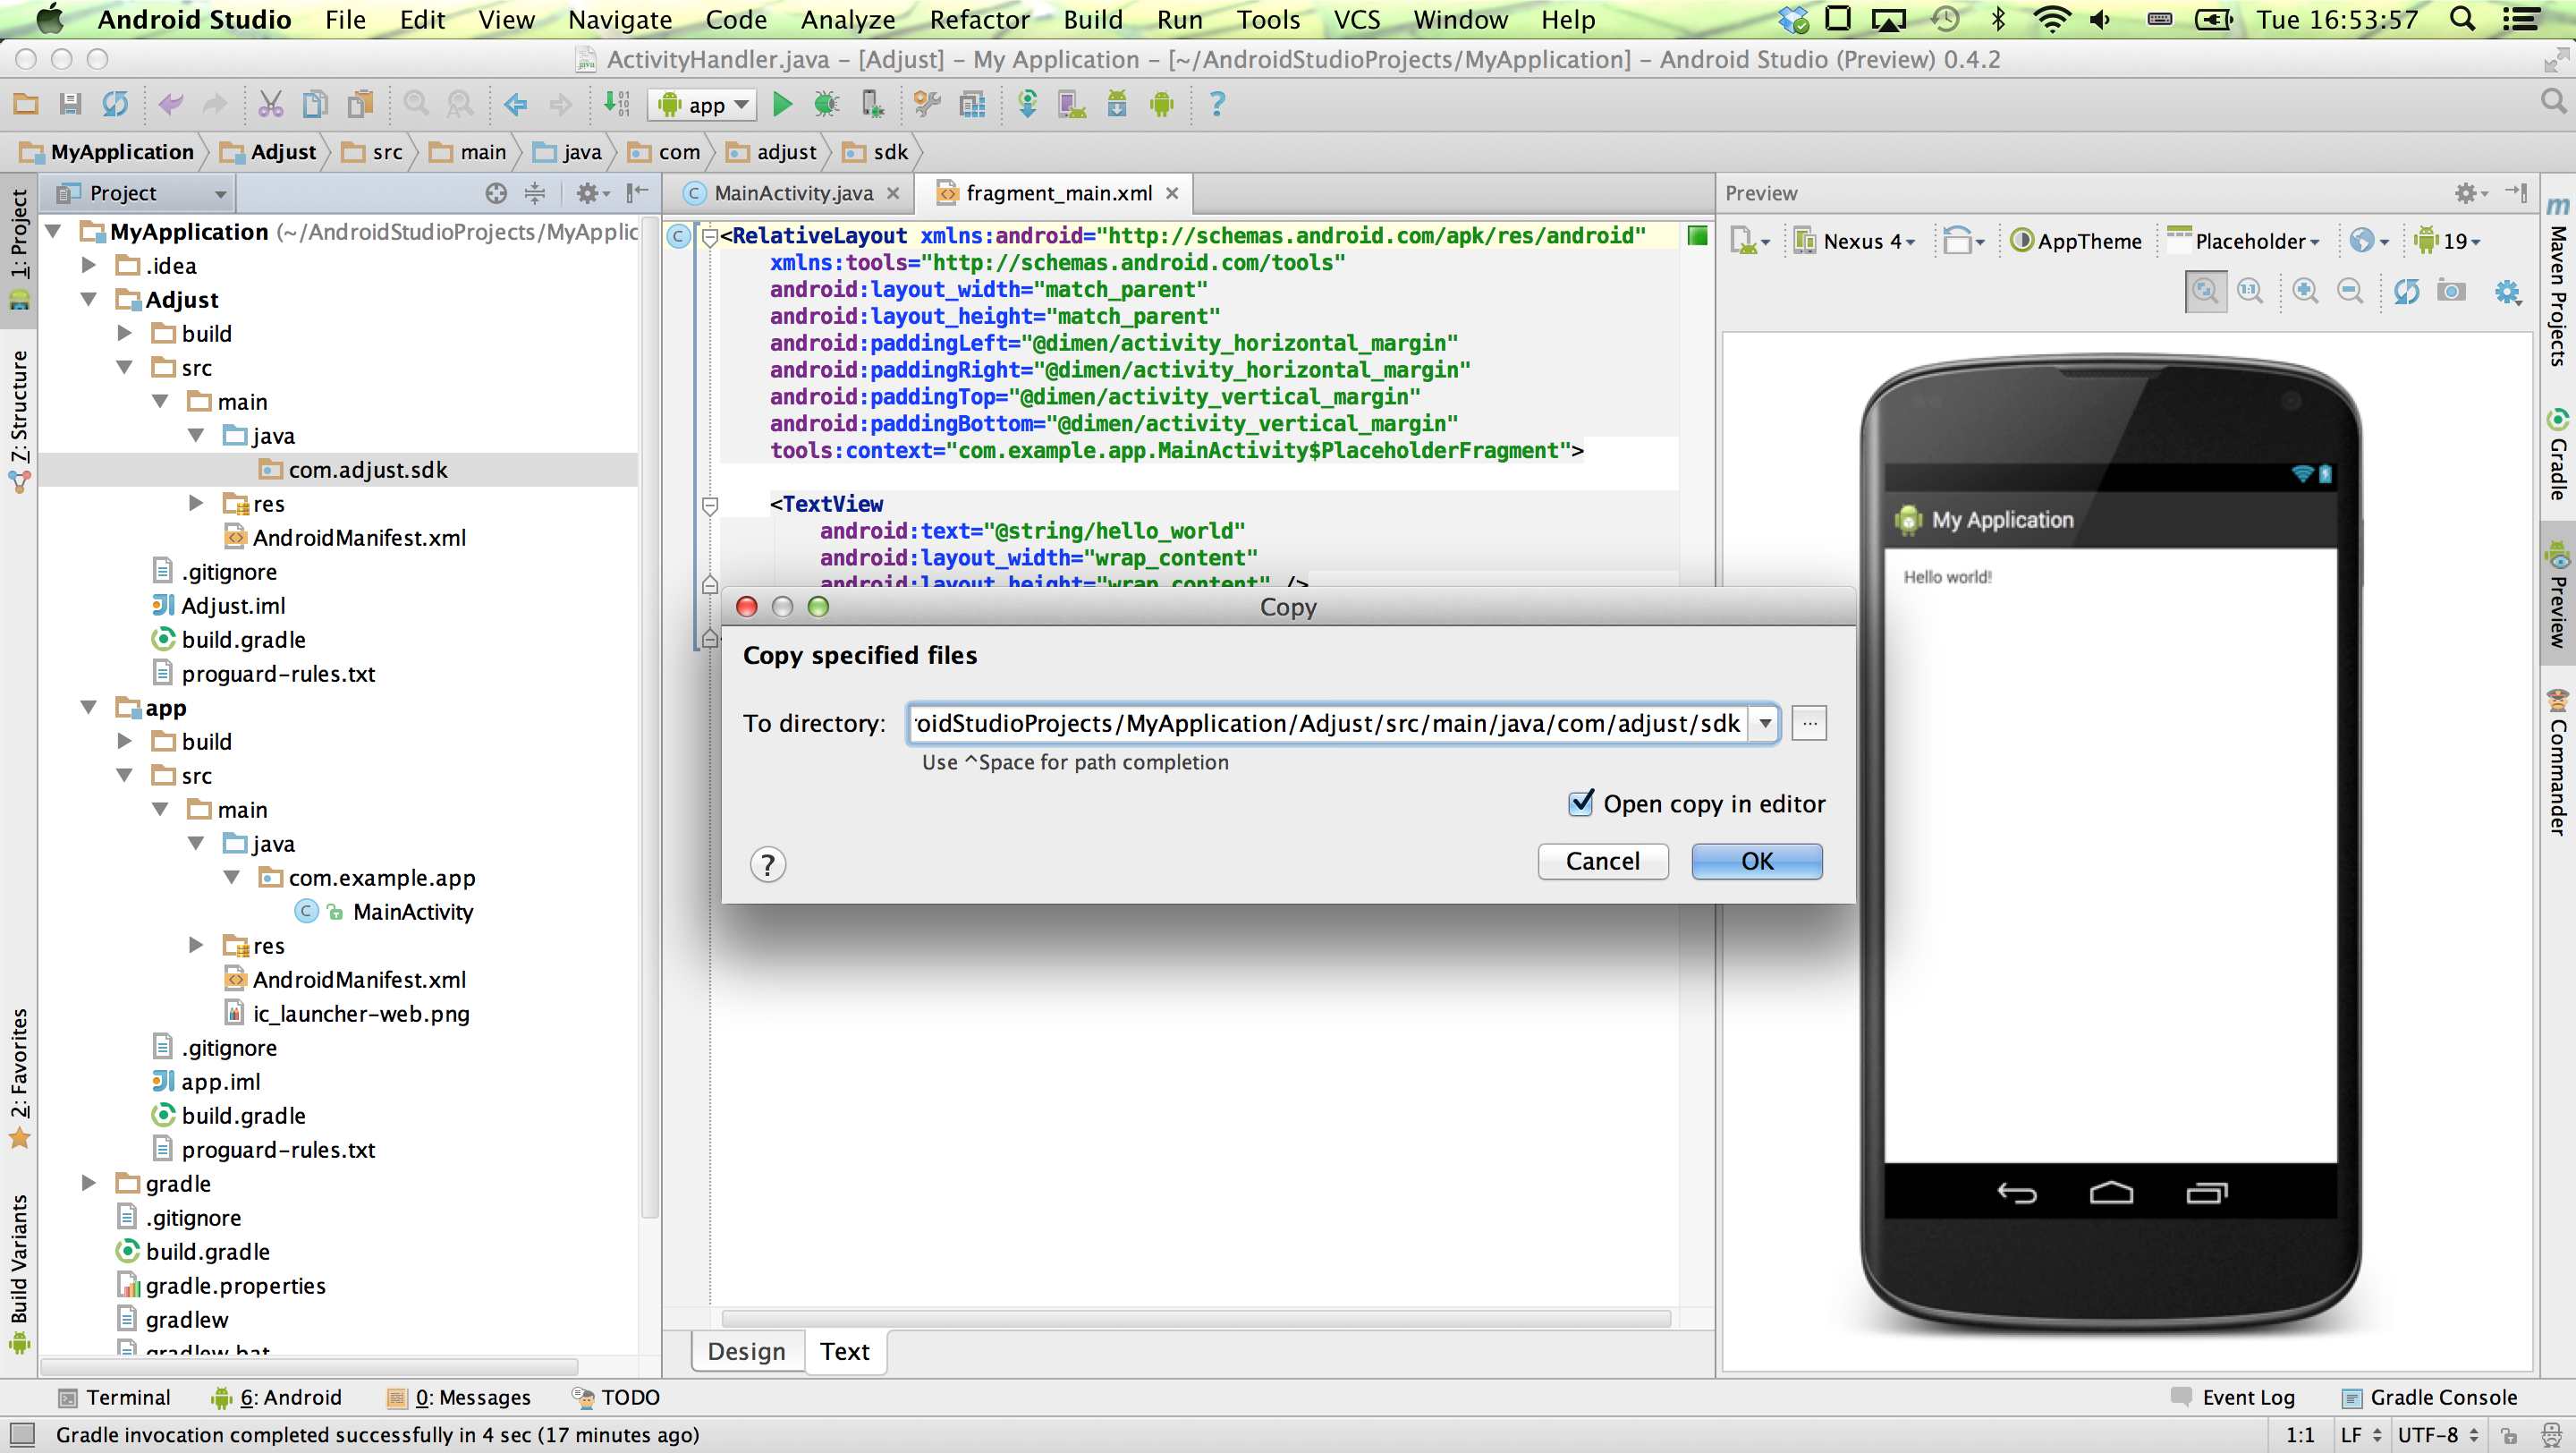 Android Studio File Edit View Navigate Code Analyze Refactor Build Run Tools VCS Window Help Tue 16:53:57
ActivityHandler.java – [Adjust] – My Application – [~/AndroidStudioProjects/MyApplication] – Android Studio (Preview) 0.4.2
app
MyApplication Adjust src main java com adjust sdk
1: Project
7: Structure
2: Favorites
Build Variants
Project
MyApplication (~/AndroidStudioProjects/MyApplic
.idea
Adjust
build
src
main
java
com.adjust.sdk
res
AndroidManifest.xml
.gitignore
Adjust.iml
build.gradle
proguard-rules.txt
app
build
src
main
java
com.example.app
MainActivity
res
AndroidManifest.xml
ic_launcher-web.png
.gitignore
app.iml
build.gradle
proguard-rules.txt
gradle
.gitignore
build.gradle
gradle.properties
gradlew
gradlew.bat
MainActivity.java fragment_main.xml
<RelativeLayout xmlns:android="http://schemas.android.com/apk/res/android"
xmlns:tools="http://schemas.android.com/tools"
android:layout_width="match_parent"
android:layout_height="match_parent"
android:paddingLeft="@dimen/activity_horizontal_margin"
android:paddingRight="@dimen/activity_horizontal_margin"
android:paddingTop="@dimen/activity_vertical_margin"
android:paddingBottom="@dimen/activity_vertical_margin"
tools:context="com.example.app.MainActivity$PlaceholderFragment">
<TextView
android:text="@string/hello_world"
android:layout_width="wrap_content"
android:layout_height="wrap_content" />
Copy
Copy specified files
To directory: oidStudioProjects/MyApplication/Adjust/src/main/java/com/adjust/sdk ...
Use ^Space for path completion
Open copy in editor
? Cancel OK
Design Text
Preview
Nexus 4 AppTheme Placeholder 19
1:1
My Application
Hello world!
Maven Projects
Gradle
Preview
Commander
Terminal 6: Android 0: Messages TODO Event Log Gradle Console
Gradle invocation completed successfully in 4 sec (17 minutes ago) 1:1 LF UTF-8